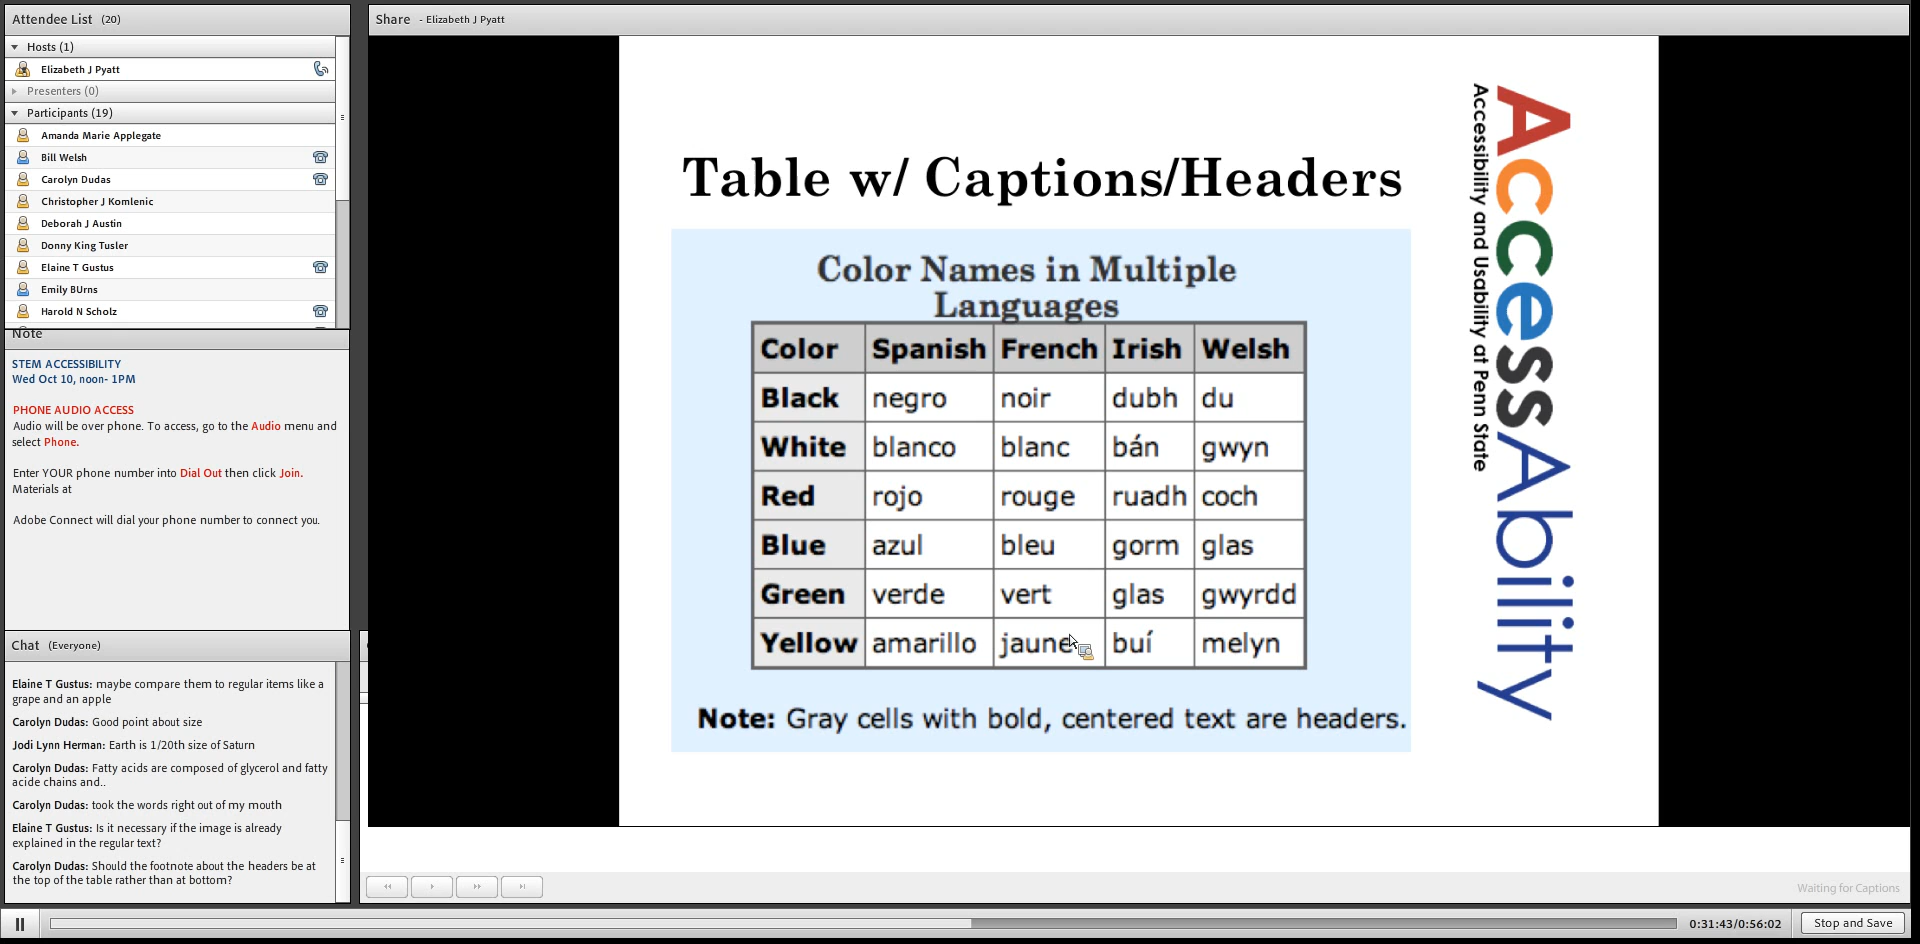 Attendee List (20)
Hosts (1)
Elizabeth J Pyatt
Presenters (0)
Participants (19)
Amanda Marie Applegate
Bill Welsh
Carolyn Dudas
Christopher J Komlenic
Deborah J Austin
Donny King Tusler
Elaine T Gustus
Emily BUrns
Harold N Scholz
Note
STEM ACCESSIBILITY
Wed Oct 10, noon- 1PM
PHONE AUDIO ACCESS
Audio will be over phone. To access, go to the Audio menu and
select Phone.
Enter YOUR phone number into Dial Out then click Join.
Materials at
Adobe Connect will dial your phone number to connect you.
Chat (Everyone)
Elaine T Gustus: maybe compare them to regular items like a
grape and an apple
Carolyn Dudas: Good point about size
Jodi Lynn Herman: Earth is 1/20th size of Saturn
Carolyn Dudas: Fatty acids are composed of glycerol and fatty
acide chains and..
Carolyn Dudas: took the words right out of my mouth
Elaine T Gustus: Is it necessary if the image is already
explained in the regular text?
Carolyn Dudas: Should the footnote about the headers be at
the top of the table rather than at bottom?
Share - Elizabeth J Pyatt
Table w/ Captions/Headers
Color Names in Multiple
Languages
Color Spanish French Irish Welsh
Black negro noir dubh du
White blanco blanc bán gwyn
Red rojo rouge ruadh coch
Blue azul bleu gorm glas
Green verde vert glas gwyrdd
Yellow amarillo jaune buí melyn
Note: Gray cells with bold, centered text are headers.
AccessAbility
Accessibility and Usability at Penn State
Waiting for Captions
0:31:43/0:56:02
Stop and Save